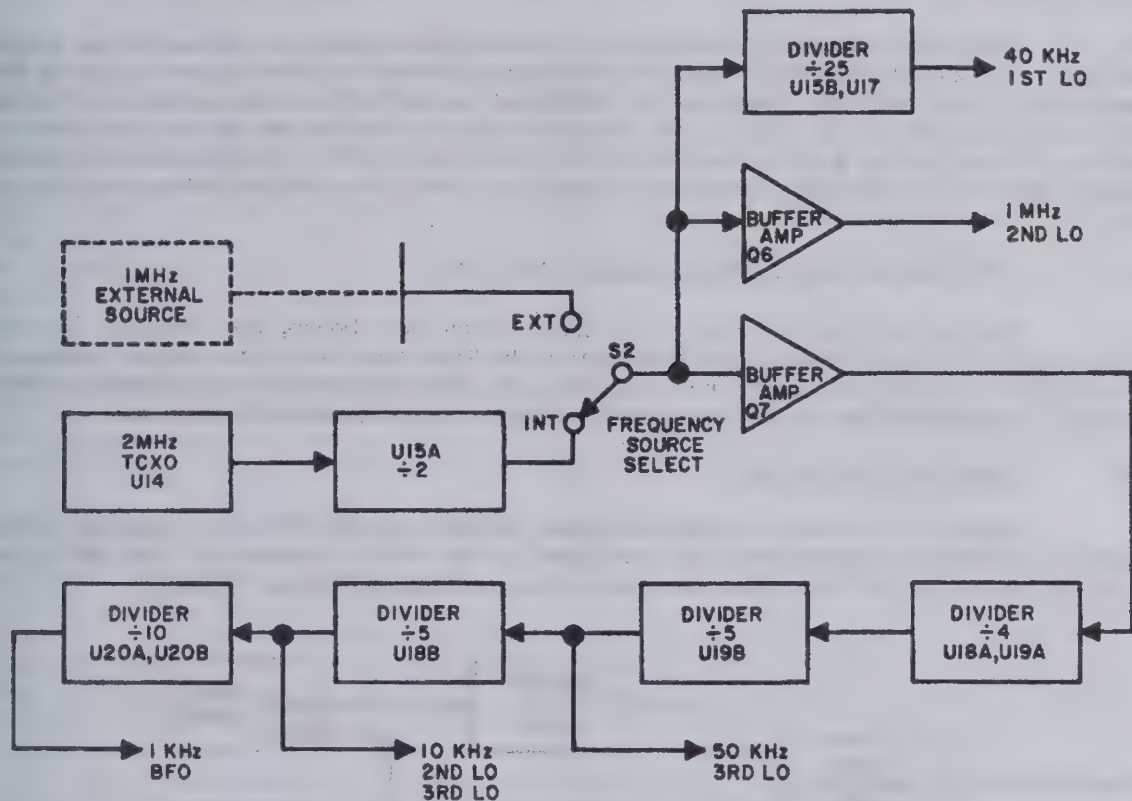 DIVIDER
÷25
U15B, U17
40 KHz
1ST LO
BUFFER
AMP
Q6
1 MHz
2ND LO
1MHz
EXTERNAL
SOURCE
EXT
S2
INT
FREQUENCY
SOURCE
SELECT
BUFFER
AMP
Q7
2MHz
TCXO
U14
U15A
÷2
DIVIDER
÷10
U20A, U20B
DIVIDER
÷5
U18B
DIVIDER
÷5
U19B
DIVIDER
÷4
U18A, U19A
1 KHz
BFO
10 KHz
2ND LO
3RD LO
50 KHz
3RD LO